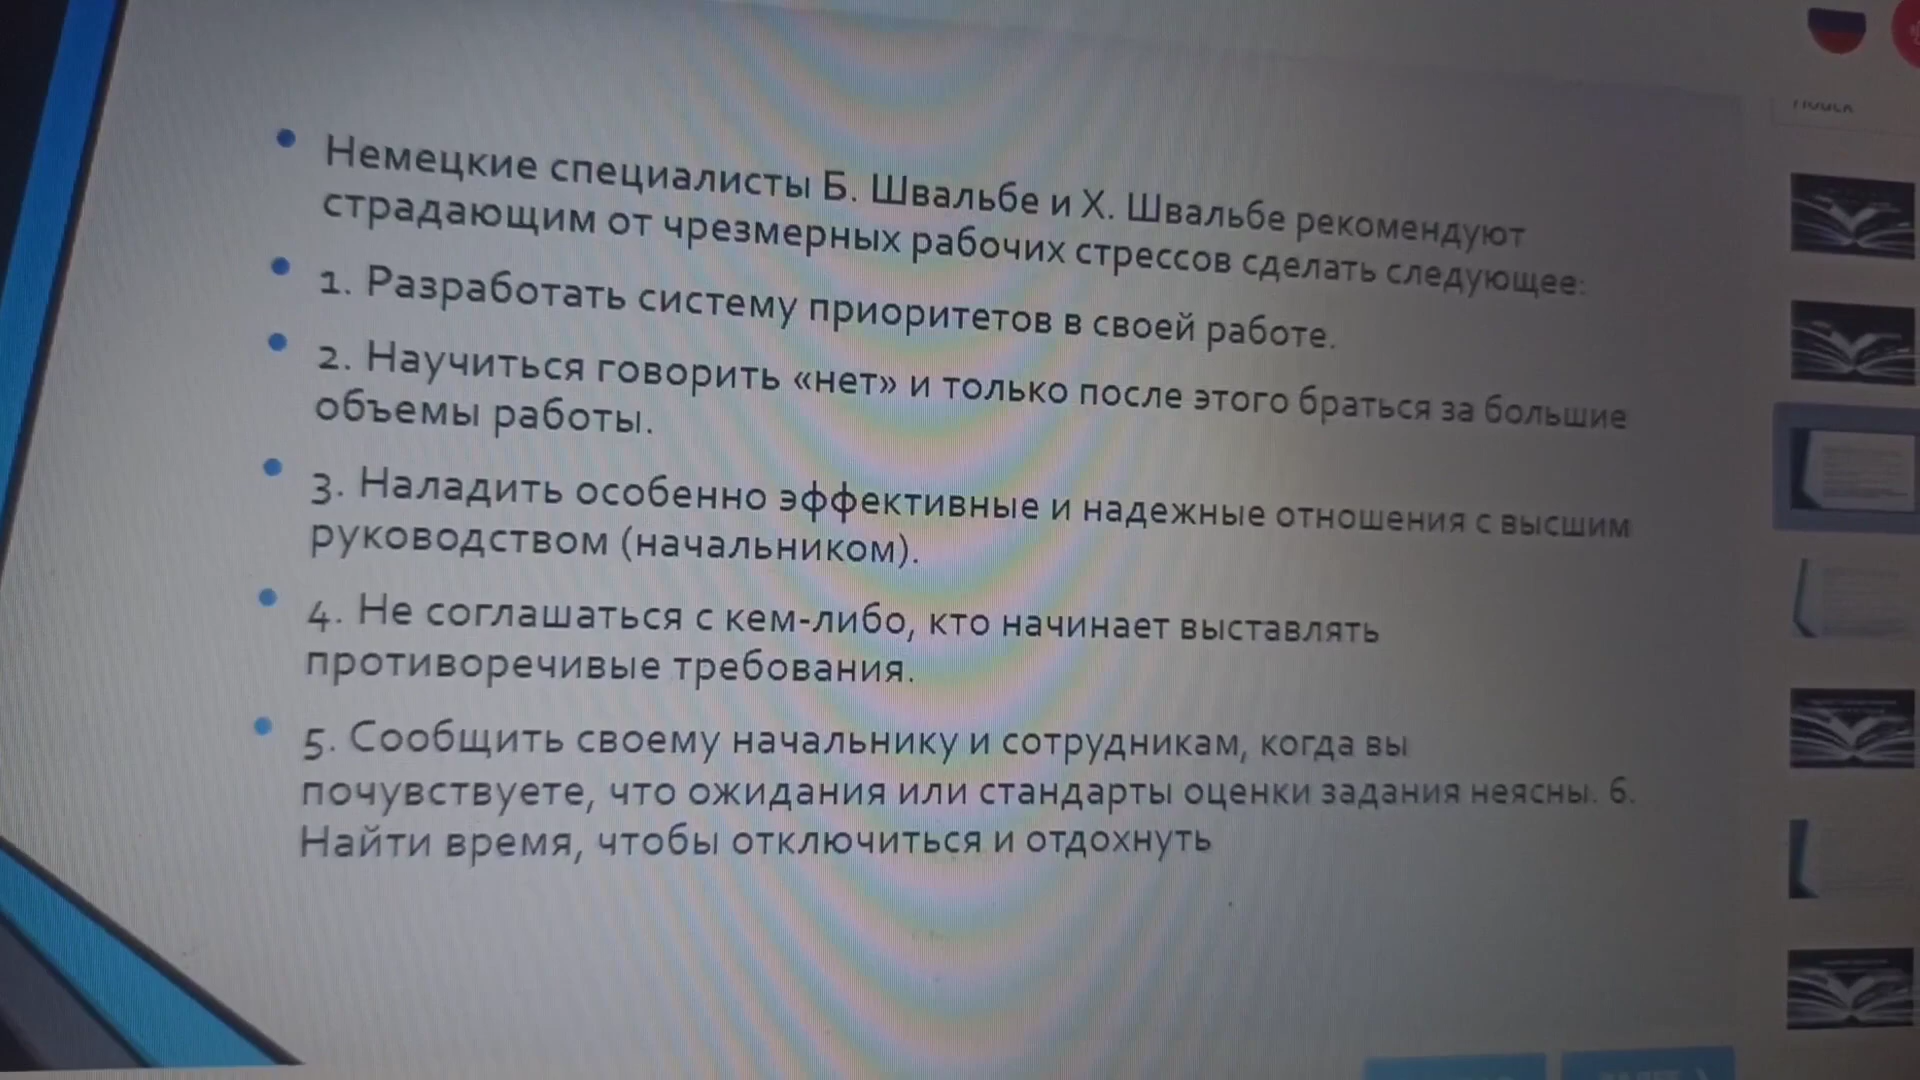 Немецкие специалисты Б. Швальбе и Х. Швальбе рекомендуют
страдающим от чрезмерных рабочих стрессов сделать следующее:
1. Разработать систему приоритетов в своей работе.
2. Научиться говорить «нет» и только после этого браться за большие
объемы работы.
3. Наладить особенно эффективные и надежные отношения с высшим
руководством (начальником).
4. Не соглашаться с кем-либо, кто начинает выставлять
противоречивые требования.
5. Сообщить своему начальнику и сотрудникам, когда вы
почувствуете, что ожидания или стандарты оценки задания неясны. 6.
Найти время, чтобы отключиться и отдохнуть